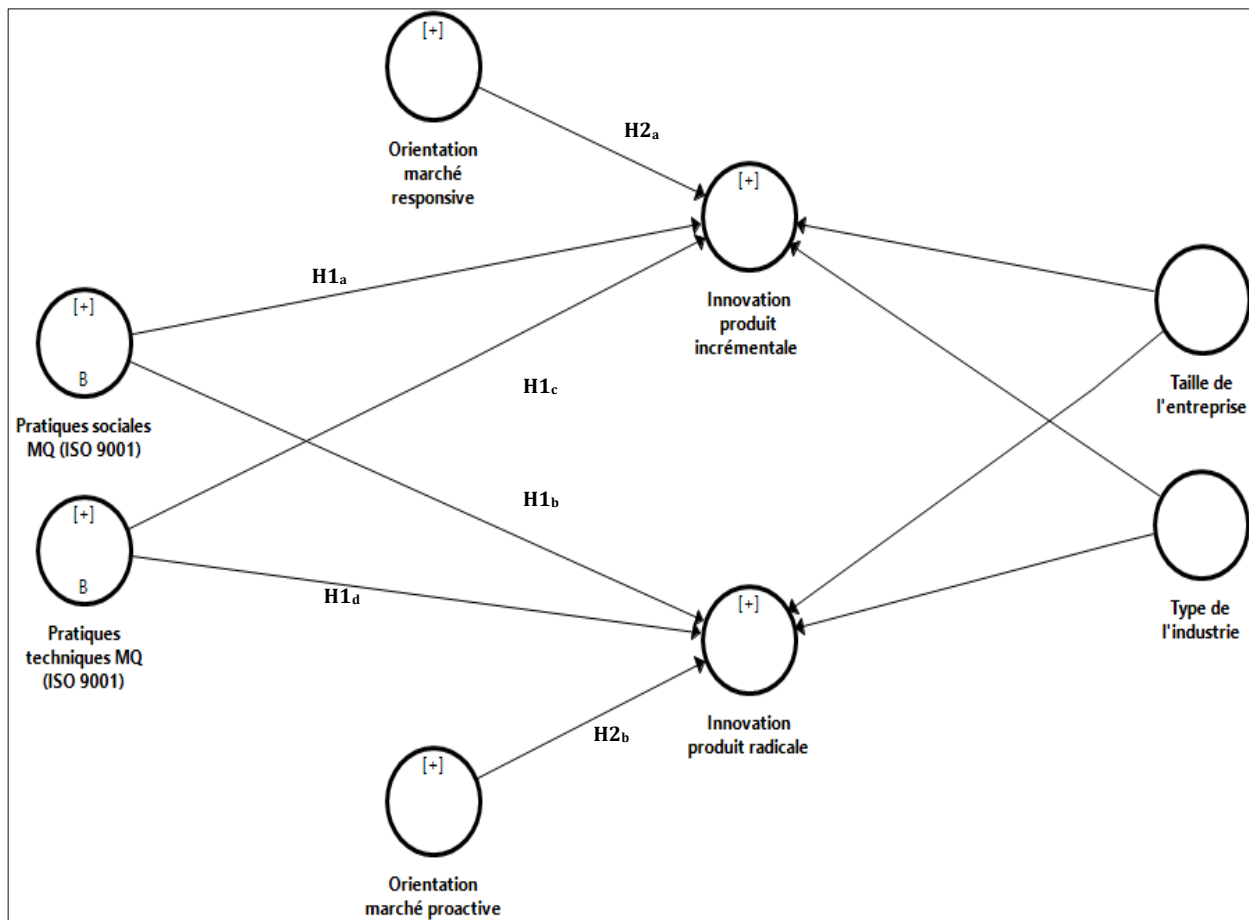 [+]
Orientation
marché
responsive
H2a
[+]
Innovation
produit
incrémentale
H1a
[+]
B
Pratiques sociales
MQ (ISO 9001)
H1c
Taille de
l'entreprise
H1b
[+]
B
Pratiques
techniques MQ
(ISO 9001)
H1d
Type de
l'industrie
[+]
Innovation
produit radicale
H2b
[+]
Orientation
marché proactive